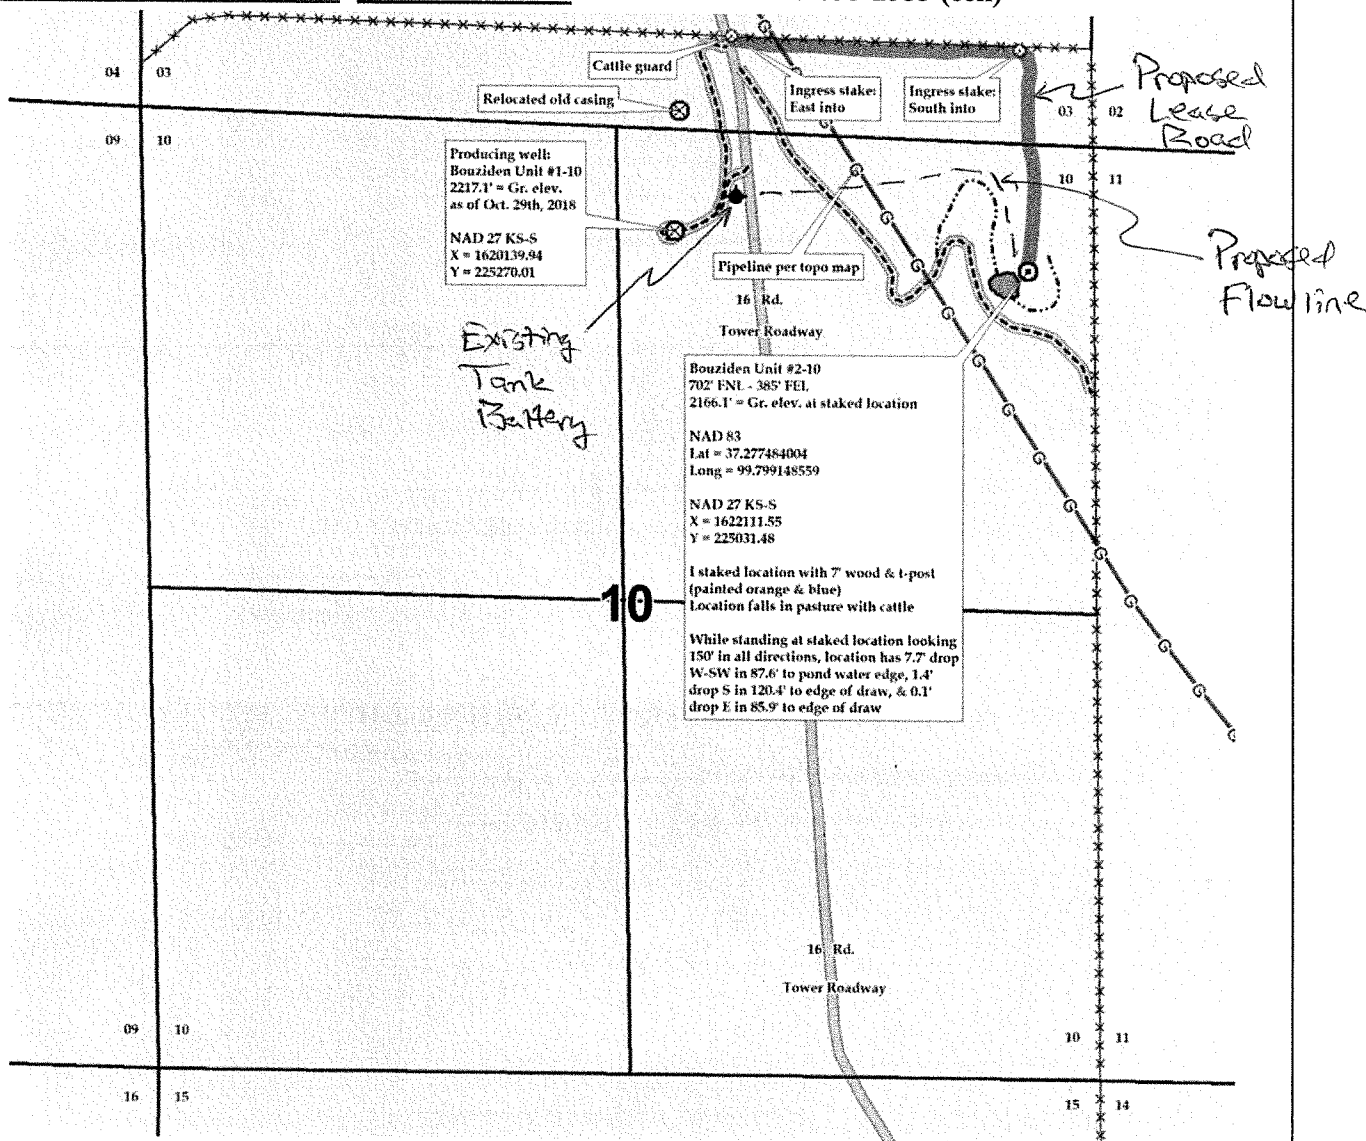 Cattle guard
Relocated old casing
Ingress stake:
East into
Ingress stake:
South into
Proposed
Lease
Road
04 03
03 02
09 10
10 11
Producing well:
Bouziden Unit #1-10
2217.1' = Gr. elev.
as of Oct. 29th, 2018
NAD 27 KS-S
X = 1620139.94
Y = 225270.01
Pipeline per topo map
Proposed
Flowline
16 Rd.
Tower Roadway
Existing
Tank
Battery
Bouziden Unit #2-10
702' FNL - 385' FEL
2166.1' = Gr. elev. at staked location
NAD 83
Lat = 37.277484004
Long = 99.799148559
NAD 27 KS-S
X = 1622111.55
Y = 225031.48
I staked location with 7' wood & t-post
(painted orange & blue)
Location falls in pasture with cattle
While standing at staked location looking
150' in all directions, location has 7.7' drop
W-SW in 87.6' to pond water edge, 1.4'
drop S in 120.4' to edge of draw, & 0.1'
drop E in 85.9' to edge of draw
10
16 Rd.
Tower Roadway
09 10
10 11
16 15
15 14